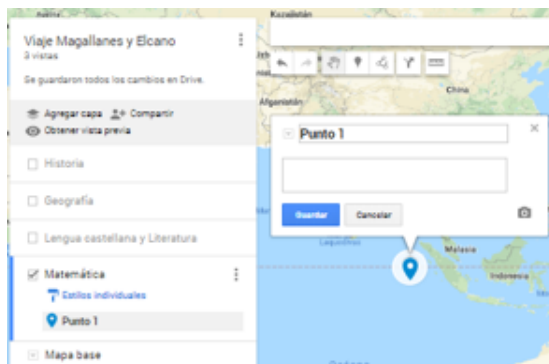 Viaje Magallanes y Elcano
3 vistas
Se guardaron todos los cambios en Drive.
Agregar capa Compartir
Obtener vista previa
Historia
Geografía
Lengua castellana y Literatura
Matemática
Estilos individuales
Punto 1
Mapa base
Kazajistán
China
Afganistán
Punto 1
Guardar Cancelar
Laquedivas
Malasia
Indonesia